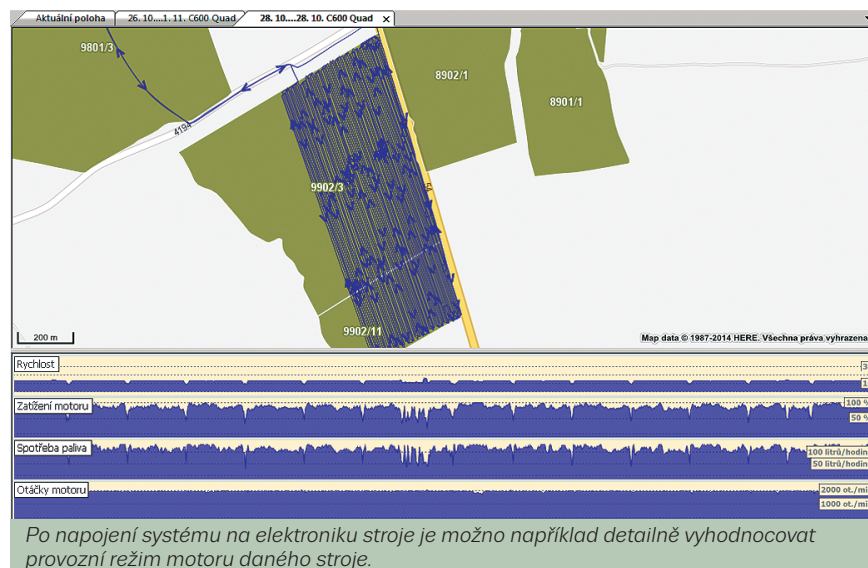 Aktuální poloha
26. 10....1. 11. C600 Quad
28. 10....28. 10. C600 Quad
9801/3
8902/1
8901/1
4194
9902/3
9902/11
200 m
Map data © 1987-2014 HERE. Všechna práva vyhrazena
Rychlost
Zatížení motoru
100 %
50 %
Spotřeba paliva
100 litrů/hodin
50 litrů/hodin
Otáčky motoru
2000 ot./mi
1000 ot./mi
Po napojení systému na elektroniku stroje je možno například detailně vyhodnocovat
provozní režim motoru daného stroje.